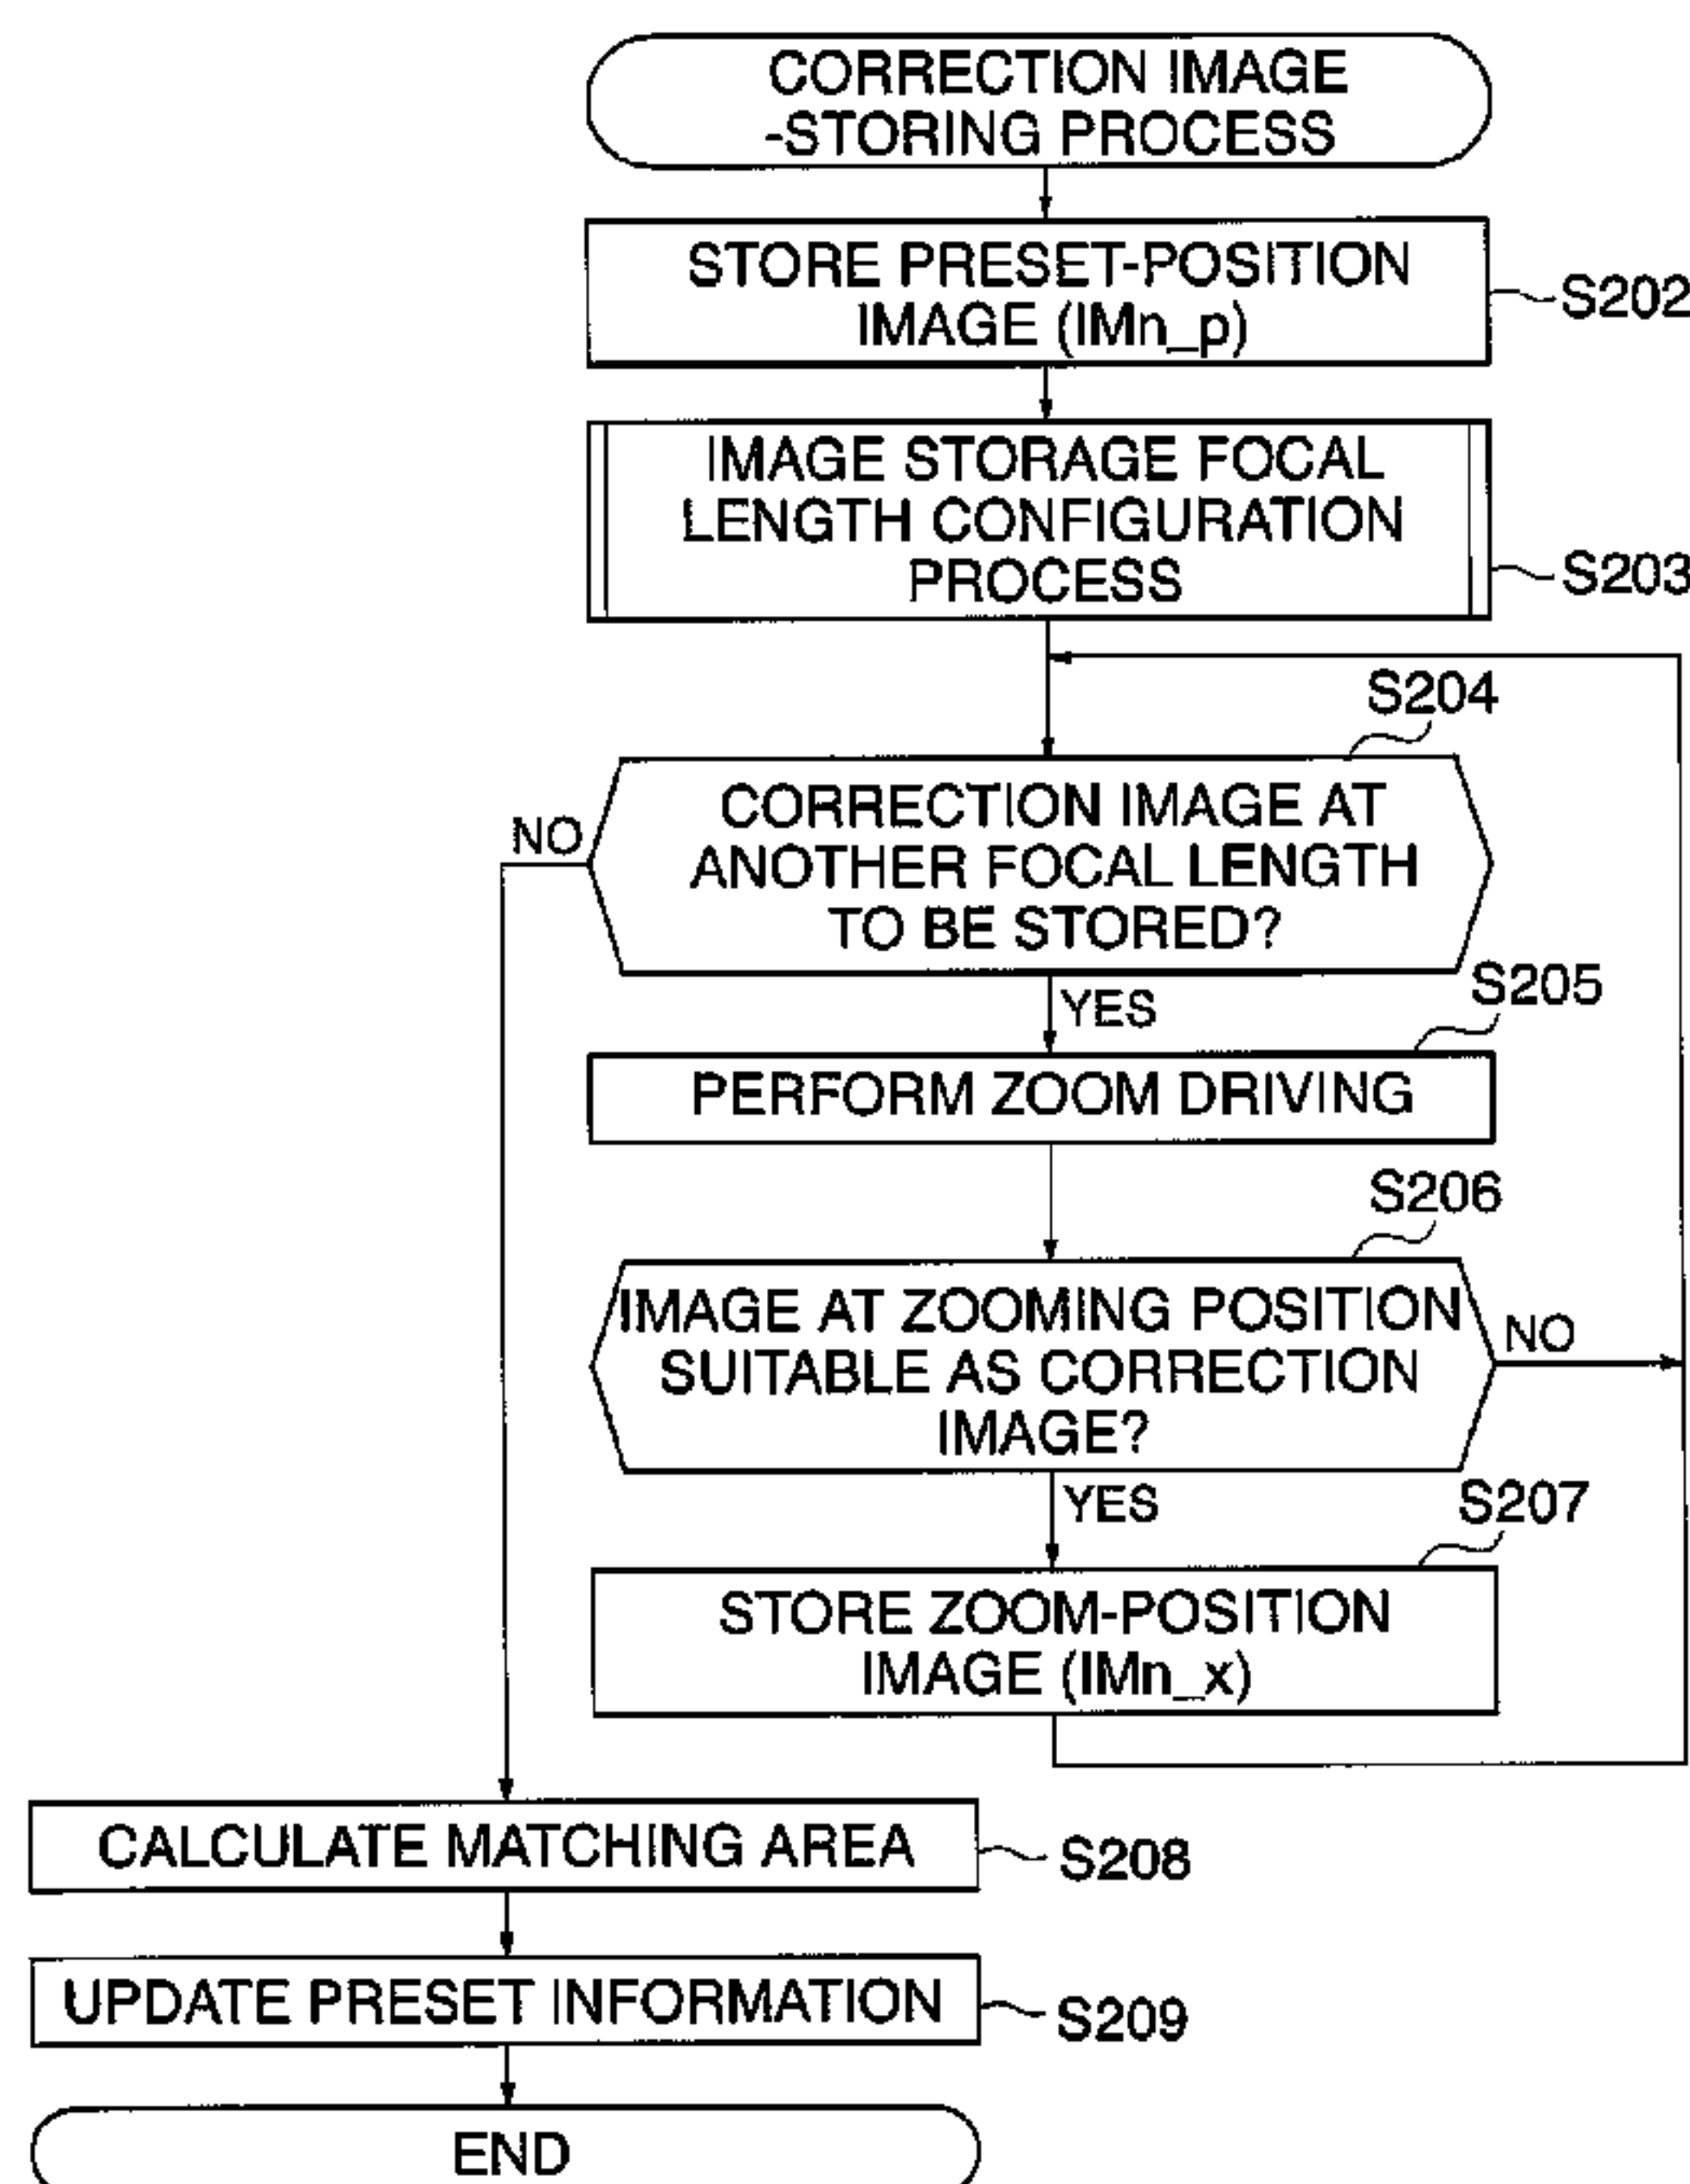 CORRECTION IMAGE
-STORING PROCESS
STORE PRESET-POSITION
IMAGE (IMn_p)
S202
IMAGE STORAGE FOCAL
LENGTH CONFIGURATION
PROCESS
S203
S204
CORRECTION IMAGE AT
ANOTHER FOCAL LENGTH
TO BE STORED?
NO
YES
S205
PERFORM ZOOM DRIVING
S206
IMAGE AT ZOOMING POSITION
SUITABLE AS CORRECTION
IMAGE?
NO
YES
S207
STORE ZOOM-POSITION
IMAGE (IMn_x)
CALCULATE MATCHING AREA
S208
UPDATE PRESET INFORMATION
S209
END